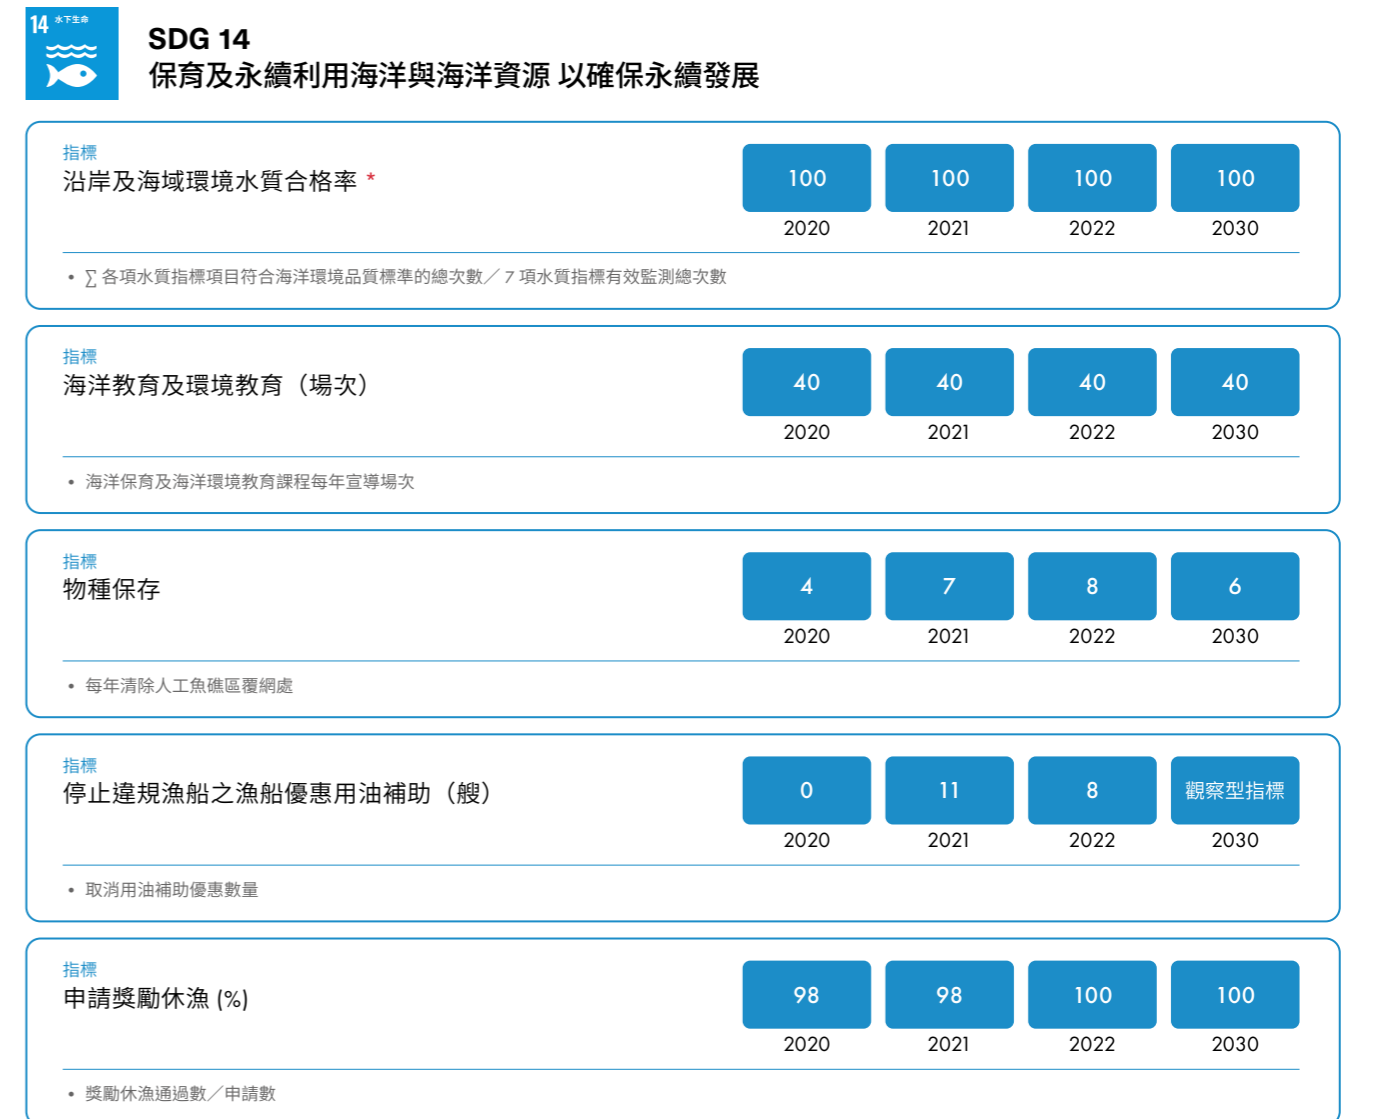 14 水下生命
SDG 14
保育及永續利用海洋與海洋資源 以確保永續發展
指標
沿岸及海域環境水質合格率 *
100 100 100 100
2020 2021 2022 2030
• ∑ 各項水質指標項目符合海洋環境品質標準的總次數／ 7 項水質指標有效監測總次數
指標
海洋教育及環境教育（場次）
40 40 40 40
2020 2021 2022 2030
• 海洋保育及海洋環境教育課程每年宣導場次
指標
物種保存
4 7 8 6
2020 2021 2022 2030
• 每年清除人工魚礁區覆網處
指標
停止違規漁船之漁船優惠用油補助（艘）
0 11 8 觀察型指標
2020 2021 2022 2030
• 取消用油補助優惠數量
指標
申請獎勵休漁 (%)
98 98 100 100
2020 2021 2022 2030
• 獎勵休漁通過數／申請數